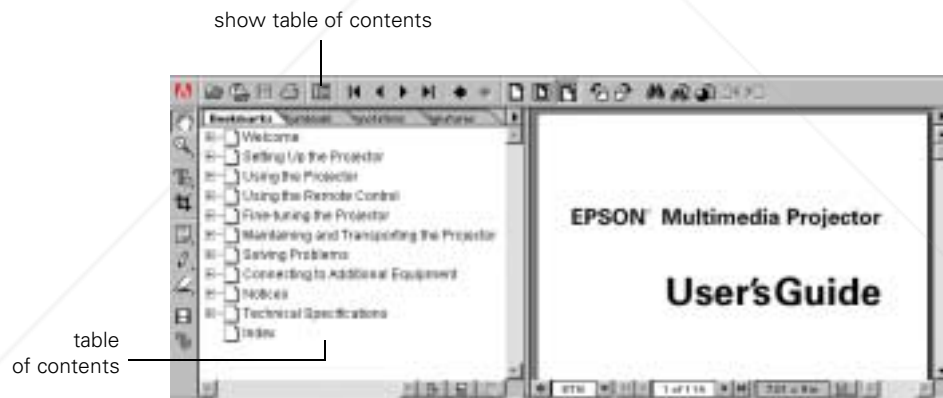 show table of contents
Bookmarks
Welcome
Setting Up the Projector
Using the Projector
Using the Remote Control
Fine-tuning the Projector
Maintaining and Transporting the Projector
Solving Problems
Connecting to Additional Equipment
Notices
Technical Specifications
Index
table
of contents
EPSON® Multimedia Projector
User's Guide